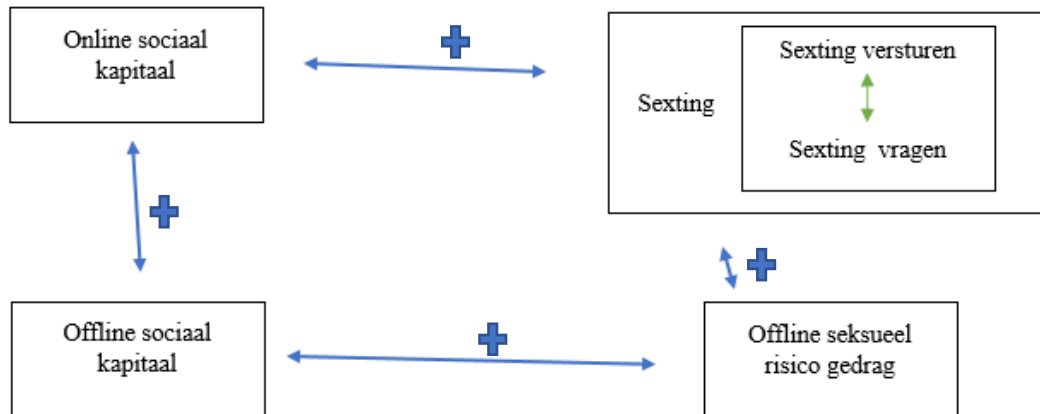 Online sociaal
kapitaal
Sexting versturen
Sexting
Sexting vragen
Offline sociaal
kapitaal
Offline seksueel
risico gedrag